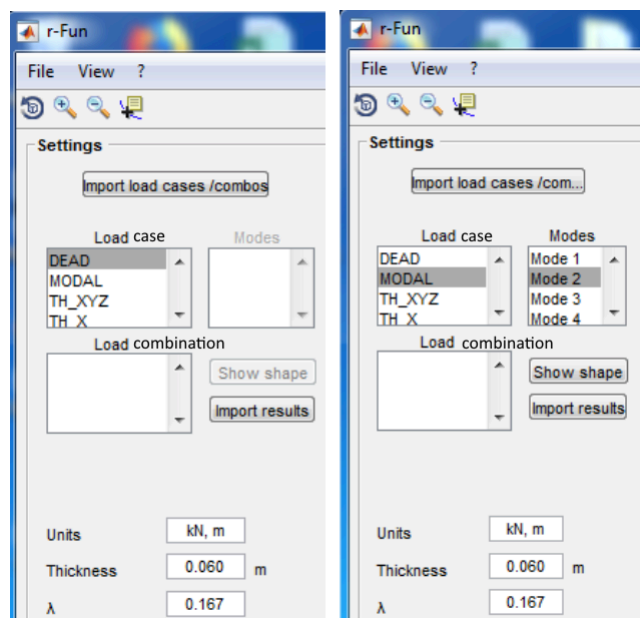 r-Fun
File View ?
Settings
Import load cases /combos
Load case Modes
DEAD
MODAL
TH_XYZ
TH_X
Load combination
Show shape
Import results
Units kN, m
Thickness 0.060 m
λ 0.167
r-Fun
File View ?
Settings
Import load cases /com...
Load case Modes
DEAD Mode 1
MODAL Mode 2
TH_XYZ Mode 3
TH_X Mode 4
Load combination
Show shape
Import results
Units kN, m
Thickness 0.060 m
λ 0.167